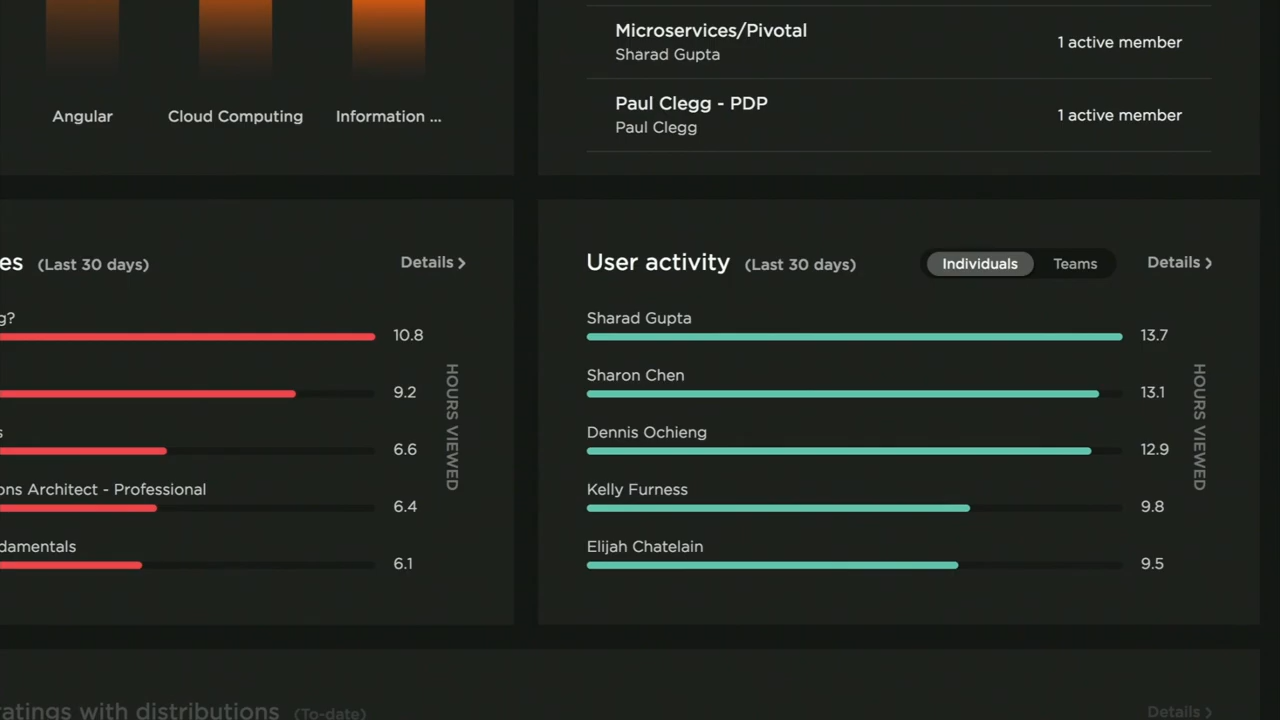 Microservices/Pivotal
Sharad Gupta
1 active member
Paul Clegg - PDP
Paul Clegg
1 active member
Angular
Cloud Computing
Information ...
es (Last 30 days)
Details >
g?
10.8
9.2
s
6.6
ons Architect - Professional
6.4
damentals
6.1
HOURS VIEWED
User activity (Last 30 days)
Individuals
Teams
Details >
Sharad Gupta
13.7
Sharon Chen
13.1
Dennis Ochieng
12.9
Kelly Furness
9.8
Elijah Chatelain
9.5
HOURS VIEWED
atings with distributions (To-date)
Details >